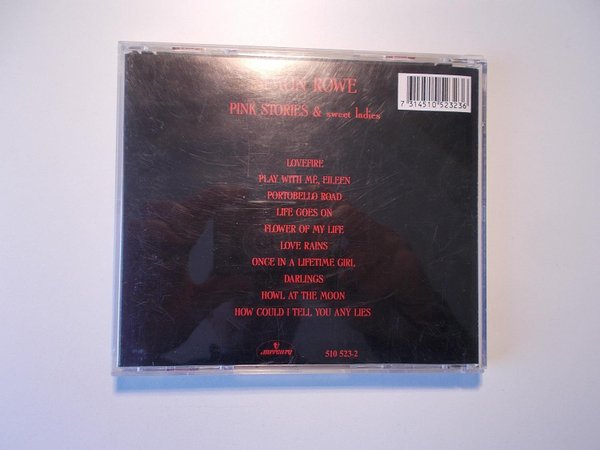 ROWE
PINK STORIES & sweet ladies
7 314510 523236
LOVEFIRE
PLAY WITH ME, EILEEN
PORTOBELLO ROAD
LIFE GOES ON
FLOWER OF MY LIFE
LOVE RAINS
ONCE IN A LIFETIME GIRL
DARLINGS
HOWL AT THE MOON
HOW COULD I TELL YOU ANY LIES
mercury
510 523-2